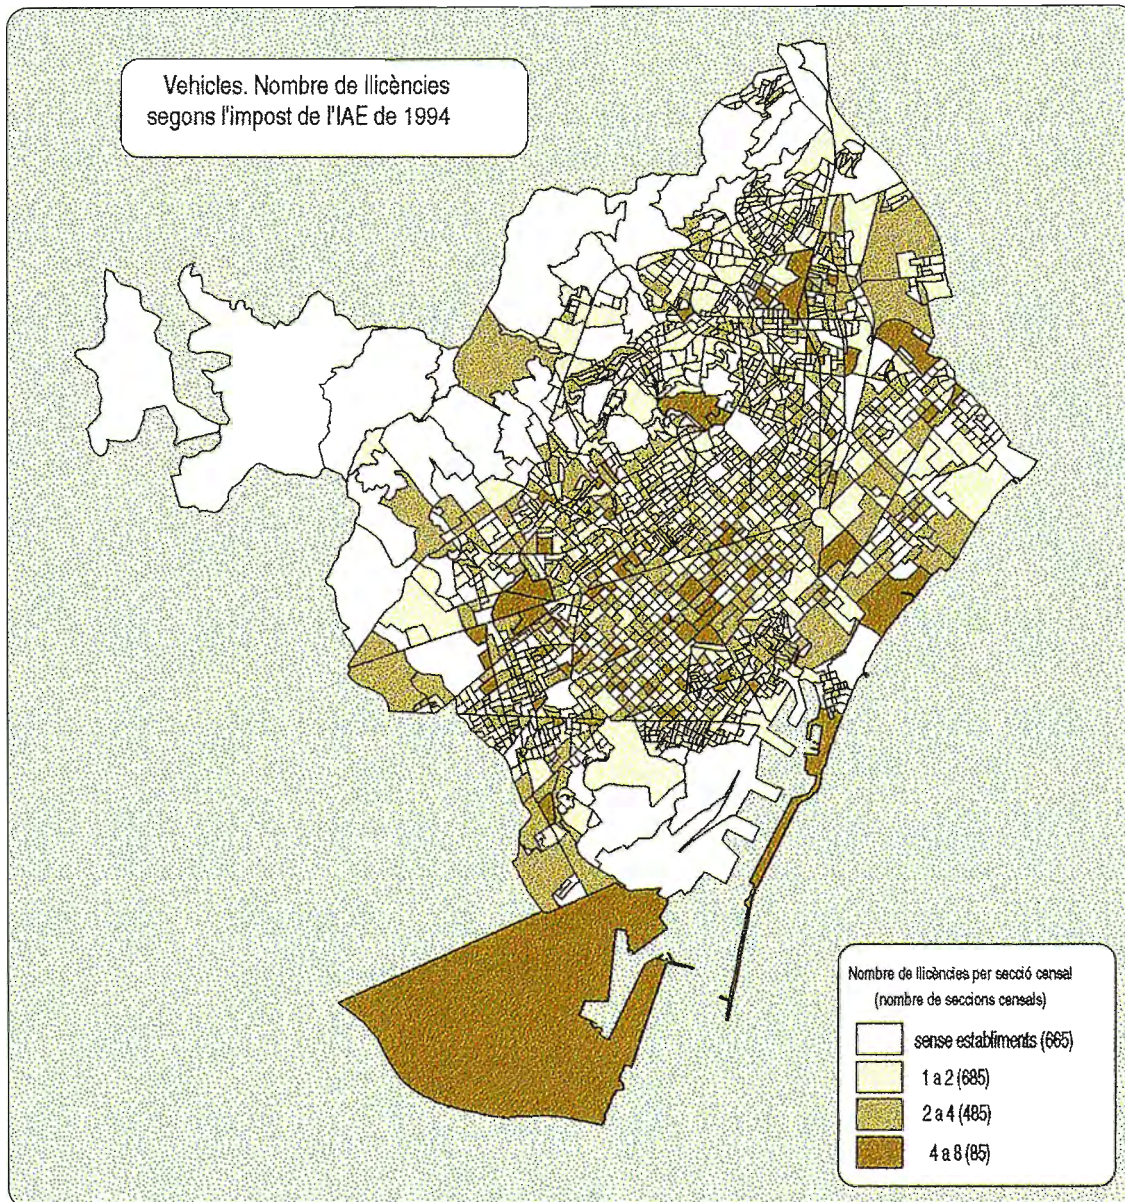 Vehicles. Nombre de llicències
segons l'impost de l'IAE de 1994
Nombre de llicències per secció censal
(nombre de seccions censals)
sense establiments (665)
1 a 2 (685)
2 a 4 (485)
4 a 8 (85)